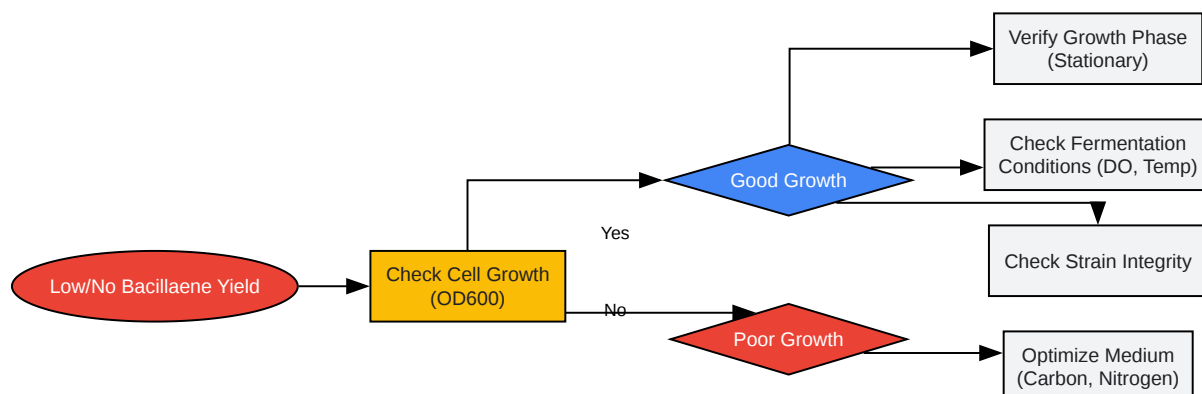 Low/No Bacillaene Yield
Check Cell Growth
(OD600)
Yes
No
Good Growth
Poor Growth
Verify Growth Phase
(Stationary)
Check Fermentation
Conditions (DO, Temp)
Check Strain Integrity
Optimize Medium
(Carbon, Nitrogen)